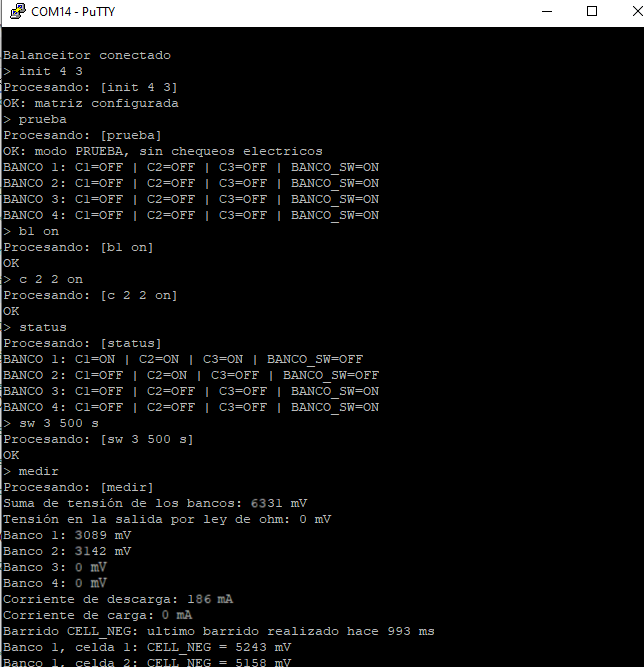 COM14 - PuTTY
Balanceitor conectado
> init 4 3
Procesando: [init 4 3]
OK: matriz configurada
> prueba
Procesando: [prueba]
OK: modo PRUEBA, sin chequeos electricos
BANCO 1: C1=OFF | C2=OFF | C3=OFF | BANCO_SW=ON
BANCO 2: C1=OFF | C2=OFF | C3=OFF | BANCO_SW=ON
BANCO 3: C1=OFF | C2=OFF | C3=OFF | BANCO_SW=ON
BANCO 4: C1=OFF | C2=OFF | C3=OFF | BANCO_SW=ON
> b1 on
Procesando: [b1 on]
OK
> c 2 2 on
Procesando: [c 2 2 on]
OK
> status
Procesando: [status]
BANCO 1: C1=ON | C2=ON | C3=ON | BANCO_SW=OFF
BANCO 2: C1=OFF | C2=ON | C3=OFF | BANCO_SW=OFF
BANCO 3: C1=OFF | C2=OFF | C3=OFF | BANCO_SW=ON
BANCO 4: C1=OFF | C2=OFF | C3=OFF | BANCO_SW=ON
> sw 3 500 s
Procesando: [sw 3 500 s]
OK
> medir
Procesando: [medir]
Suma de tensión de los bancos: 6331 mV
Tensión en la salida por ley de ohm: 0 mV
Banco 1: 3089 mV
Banco 2: 3142 mV
Banco 3: 0 mV
Banco 4: 0 mV
Corriente de descarga: 186 mA
Corriente de carga: 0 mA
Barrido CELL_NEG: ultimo barrido realizado hace 993 ms
Banco 1, celda 1: CELL_NEG = 5243 mV
Banco 1, celda 2: CELL_NEG = 5158 mV